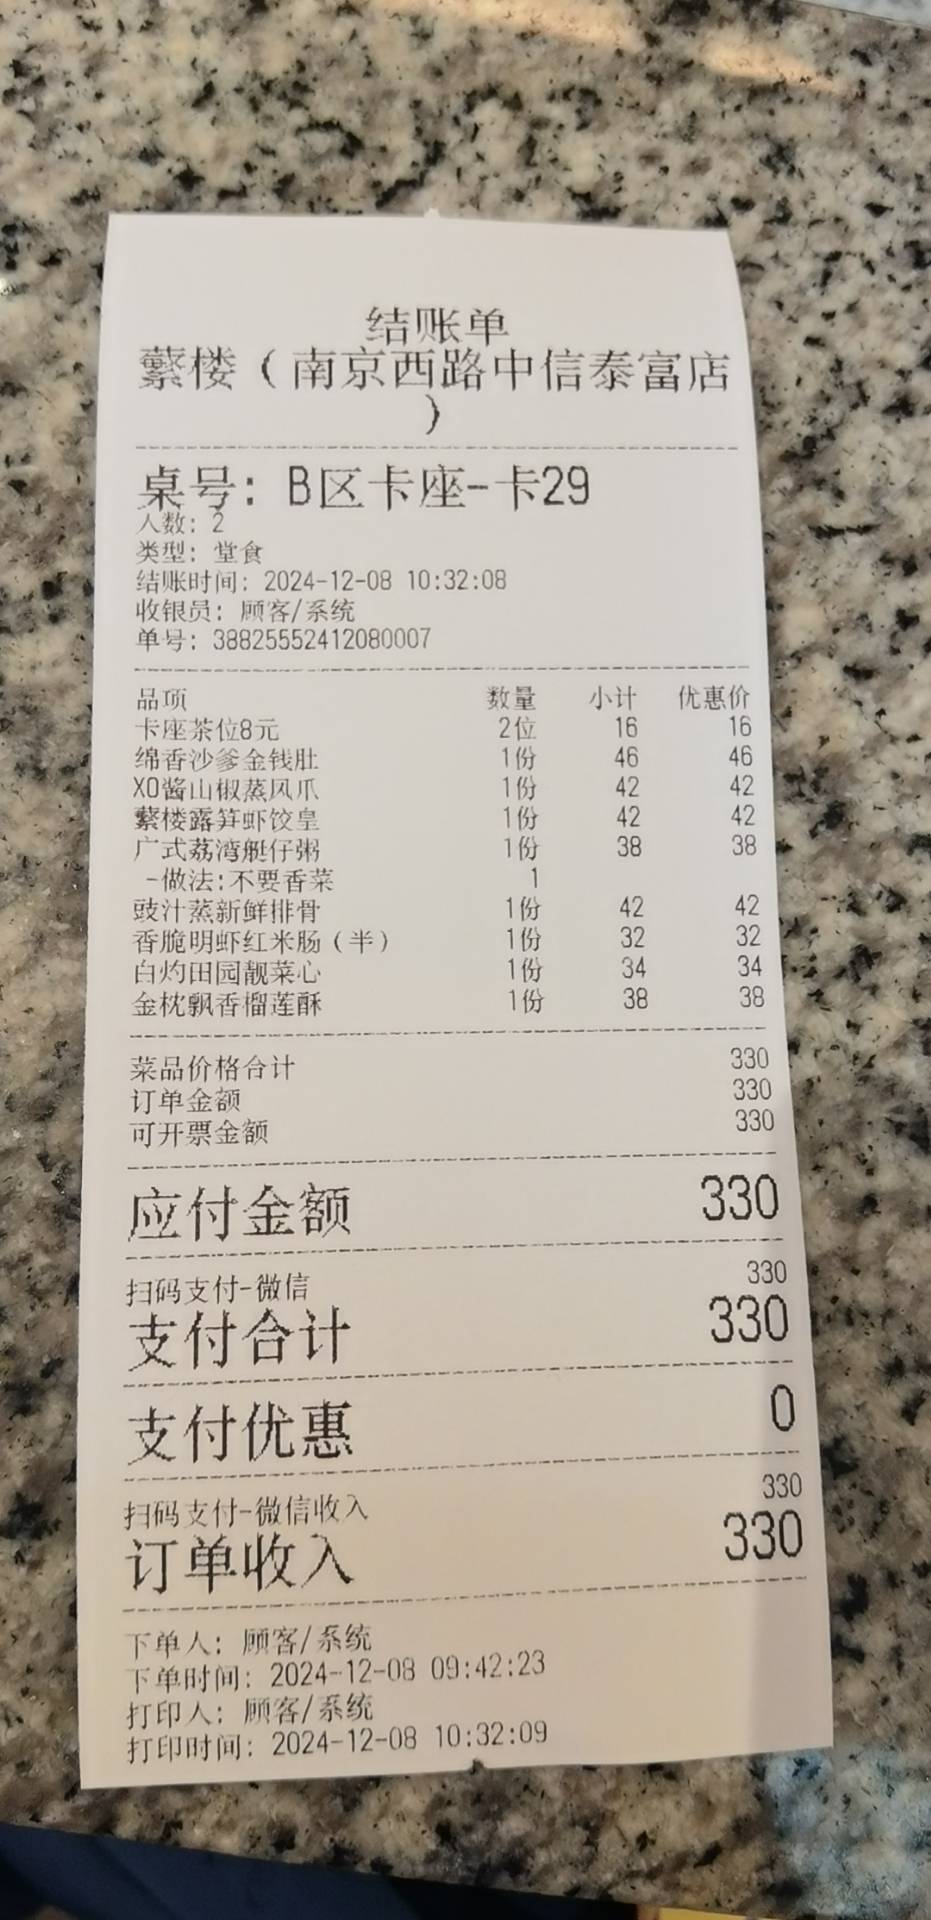 结账单
蘩楼（南京西路中信泰富店
）
桌号: B区卡座-卡29
人数: 2
类型: 堂食
结账时间: 2024-12-08 10:32:08
收银员: 顾客/系统
单号: 38825552412080007
品项 数量 小计 优惠价
卡座茶位8元 2位 16 16
绵香沙爹金钱肚 1份 46 46
XO酱山椒蒸凤爪 1份 42 42
蘩楼露笋虾饺皇 1份 42 42
广式荔湾艇仔粥 1份 38 38
-做法:不要香菜 1
豉汁蒸新鲜排骨 1份 42 42
香脆明虾红米肠（半） 1份 32 32
白灼田园靓菜心 1份 34 34
金枕飘香榴莲酥 1份 38 38
菜品价格合计 330
订单金额 330
可开票金额 330
应付金额 330
扫码支付-微信 330
支付合计 330
支付优惠 0
扫码支付-微信收入 330
订单收入 330
下单人: 顾客/系统
下单时间: 2024-12-08 09:42:23
打印人: 顾客/系统
打印时间: 2024-12-08 10:32:09